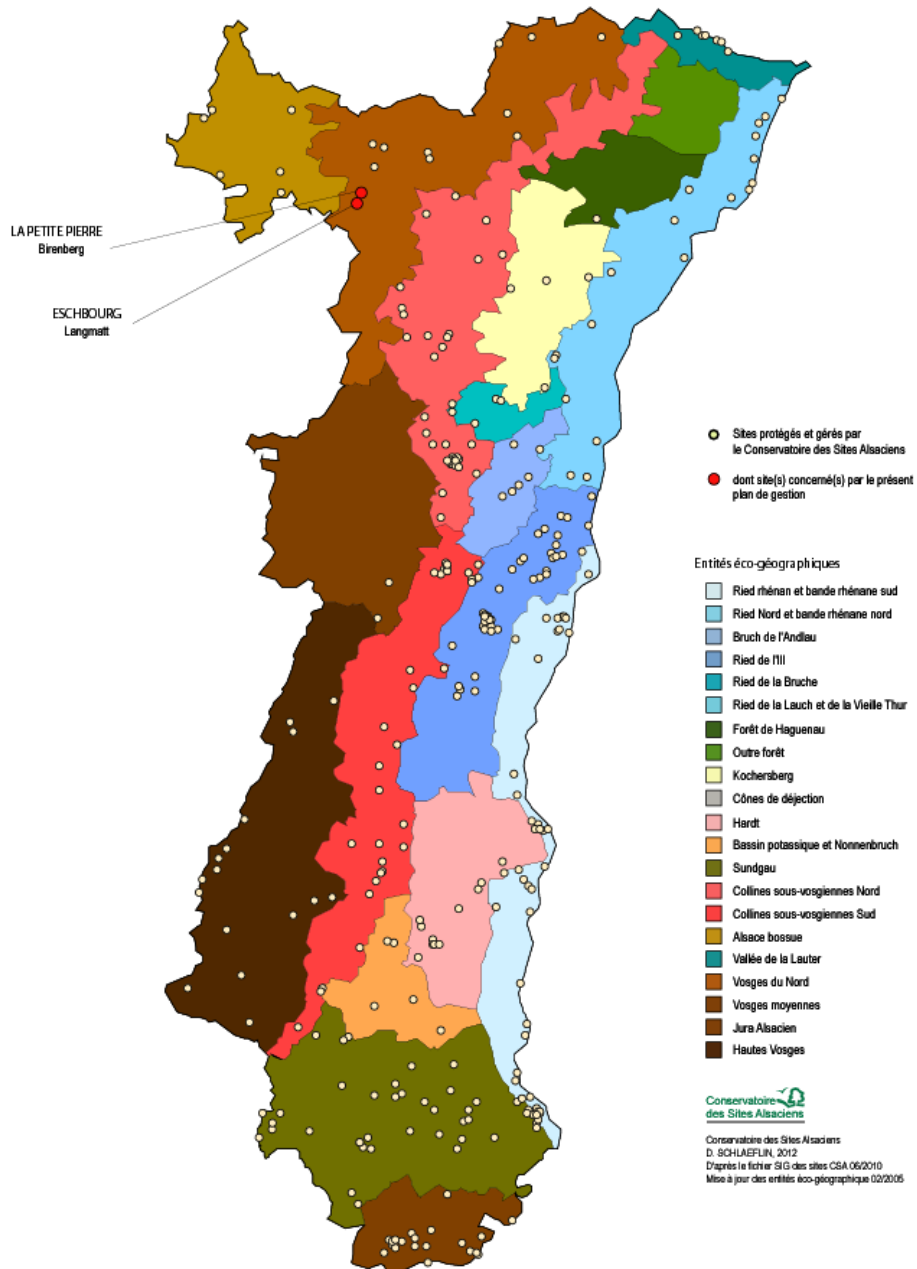 LA PETITE PIERRE
Birenberg
ESCHBOURG
Langmatt
Sites protégés et gérés par
le Conservatoire des Sites Alsaciens
dont site(s) concerné(s) par le présent
plan de gestion
Entités éco-géographiques
Ried rhénan et bande rhénane sud
Ried Nord et bande rhénane nord
Bruch de l'Andlau
Ried de l'Ill
Ried de la Bruche
Ried de la Lauch et de la Vieille Thur
Forêt de Haguenau
Outre forêt
Kochersberg
Cônes de déjection
Hardt
Bassin potassique et Nonnenbruch
Sundgau
Collines sous-vosgiennes Nord
Collines sous-vosgiennes Sud
Alsace bossue
Vallée de la Lauter
Vosges du Nord
Vosges moyennes
Jura Alsacien
Hautes Vosges
Conservatoire
des Sites Alsaciens
Conservatoire des Sites Alsaciens
D. SCHLAEFLIN, 2012
D'après le fichier SIG des sites CSA 06/2010
Mise à jour des entités éco-géographique 02/2005